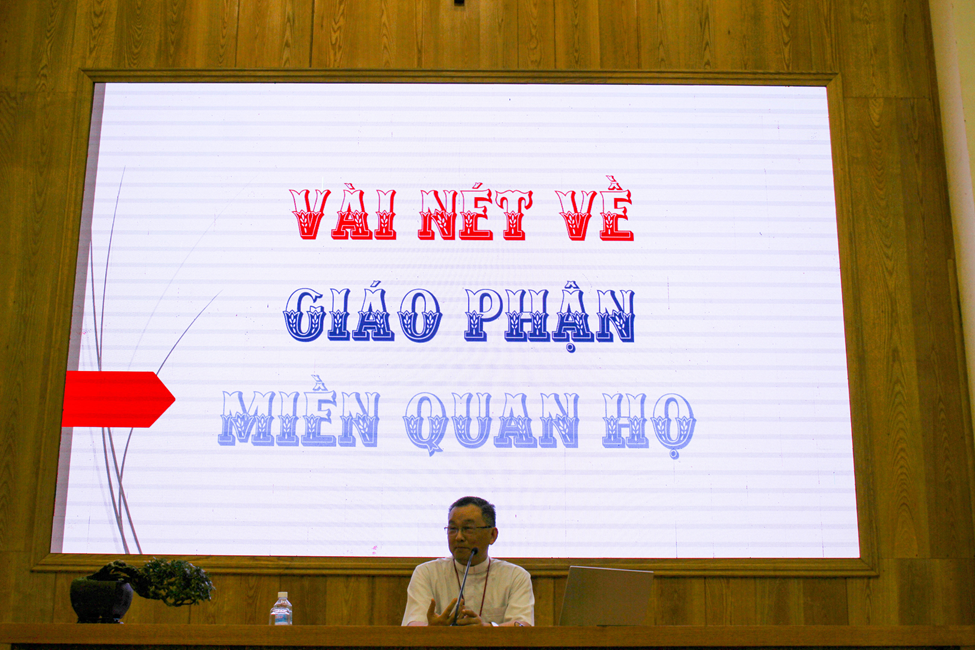 VÀI NÉT VỀ
GIÁO PHẬN
MIỀN QUAN HỌ